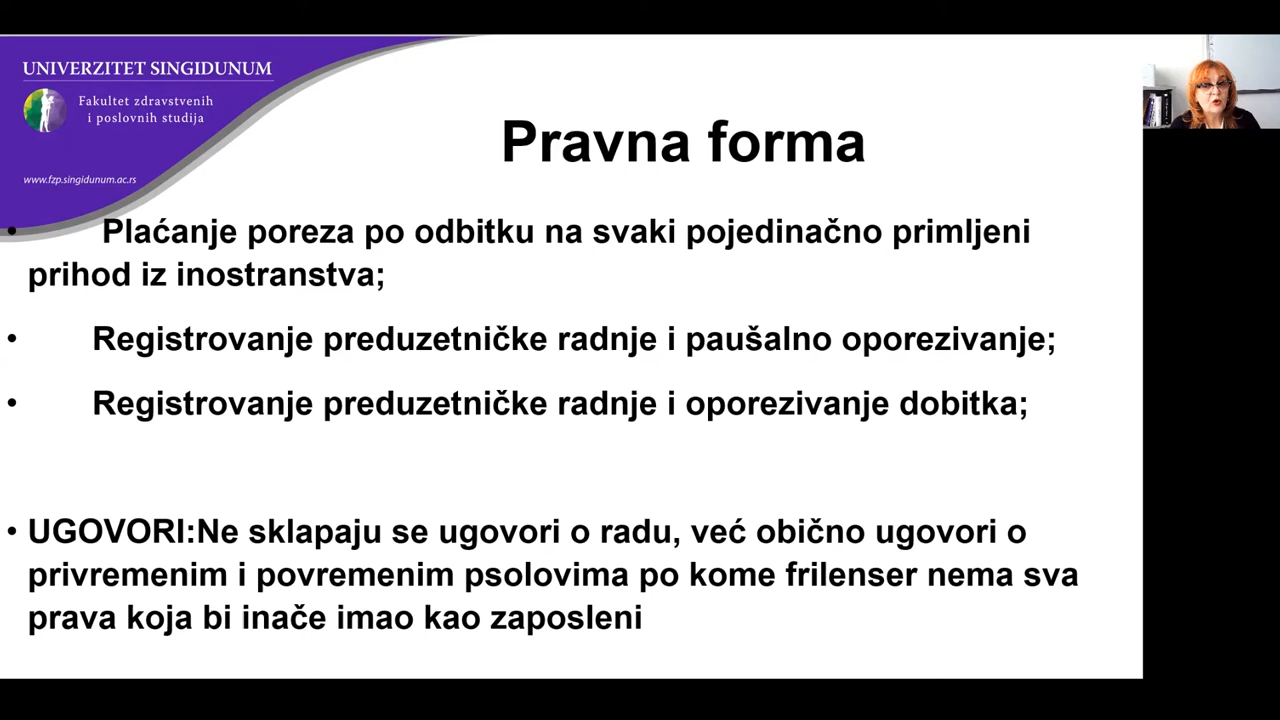 UNIVERZITET SINGIDUNUM
Fakultet zdravstvenih
i poslovnih studija
www.fzp.singidunum.ac.rs
Pravna forma
• Plaćanje poreza po odbitku na svaki pojedinačno primljeni
prihod iz inostranstva;
• Registrovanje preduzetničke radnje i paušalno oporezivanje;
• Registrovanje preduzetničke radnje i oporezivanje dobitka;
• UGOVORI:Ne sklapaju se ugovori o radu, već obično ugovori o
privremenim i povremenim psolovima po kome frilenser nema sva
prava koja bi inače imao kao zaposleni